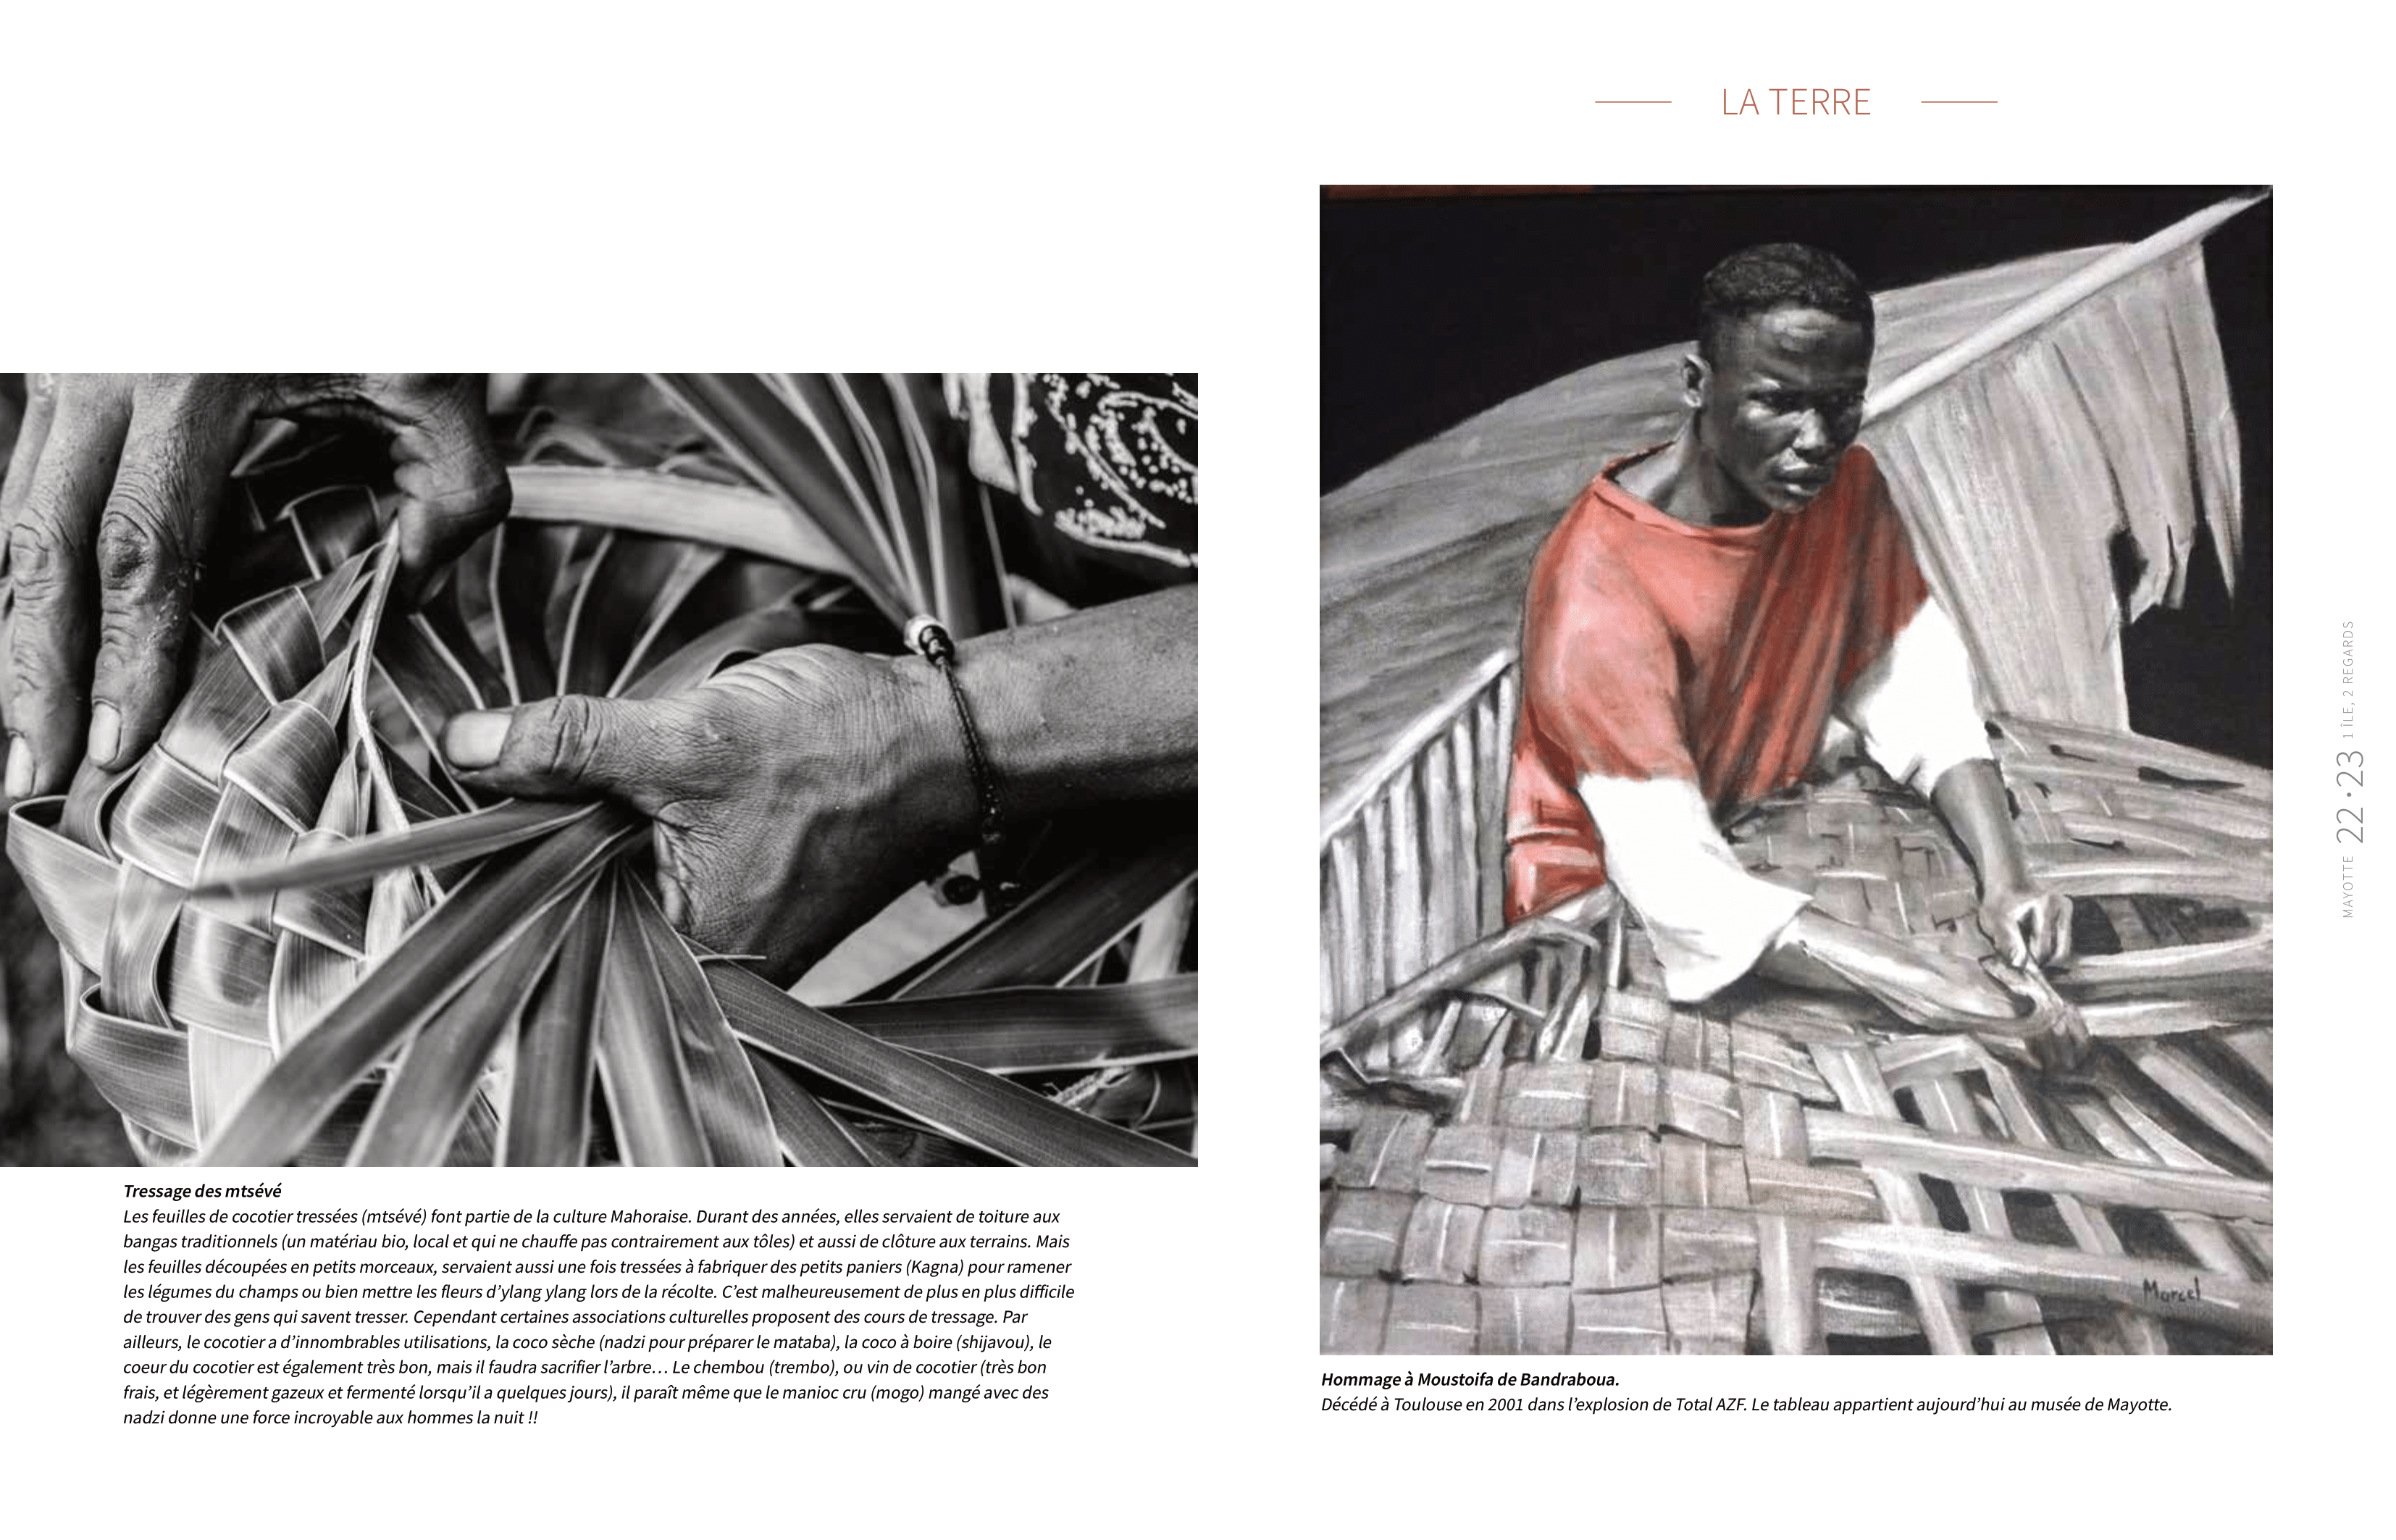 LA TERRE
Tressage des mtsévé
Les feuilles de cocotier tressées (mtsévé) font partie de la culture Mahoraise. Durant des années, elles servaient de toiture aux
bangas traditionnels (un matériau bio, local et qui ne chauffe pas contrairement aux tôles) et aussi de clôture aux terrains. Mais
les feuilles découpées en petits morceaux, servaient aussi une fois tressées à fabriquer des petits paniers (Kagna) pour ramener
les légumes du champs ou bien mettre les fleurs d’ylang ylang lors de la récolte. C’est malheureusement de plus en plus difficile
de trouver des gens qui savent tresser. Cependant certaines associations culturelles proposent des cours de tressage. Par
ailleurs, le cocotier a d’innombrables utilisations, la coco sèche (nadzi pour préparer le mataba), la coco à boire (shijavou), le
coeur du cocotier est également très bon, mais il faudra sacrifier l’arbre… Le chembou (trembo), ou vin de cocotier (très bon
frais, et légèrement gazeux et fermenté lorsqu’il a quelques jours), il paraît même que le manioc cru (mogo) mangé avec des
nadzi donne une force incroyable aux hommes la nuit !!
Marcel
Hommage à Moustoifa de Bandraboua.
Décédé à Toulouse en 2001 dans l’explosion de Total AZF. Le tableau appartient aujourd’hui au musée de Mayotte.
MAYOTTE 22·23 1 ÎLE, 2 REGARDS